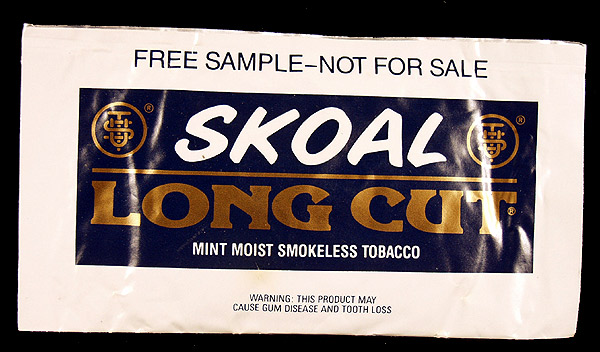 FREE SAMPLE–NOT FOR SALE
SKOAL
LONG CUT
MINT MOIST SMOKELESS TOBACCO
WARNING: THIS PRODUCT MAY
CAUSE GUM DISEASE AND TOOTH LOSS